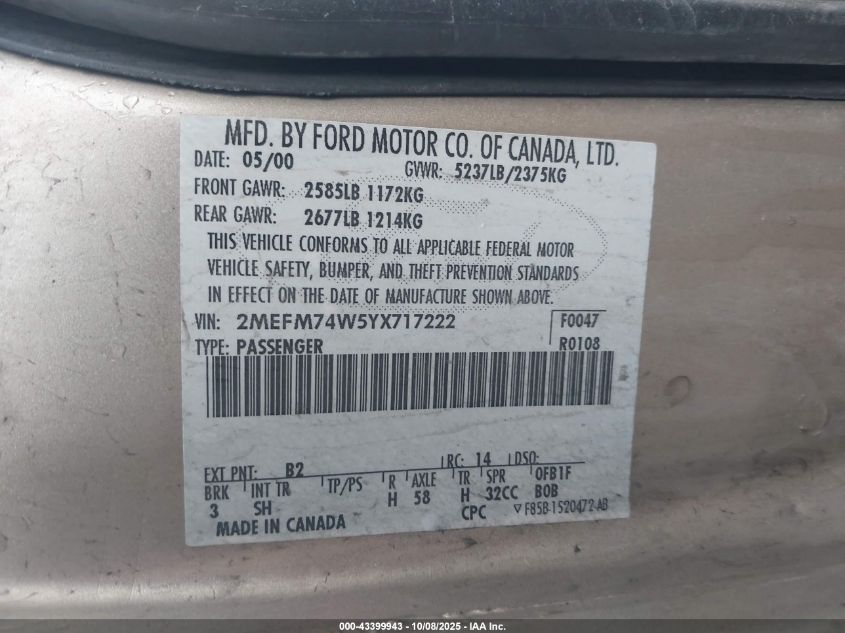 MFD. BY FORD MOTOR CO. OF CANADA, LTD.
DATE: 05/00 GVWR: 5237LB/2375KG
FRONT GAWR: 2585LB 1172KG
REAR GAWR: 2677LB 1214KG
THIS VEHICLE CONFORMS TO ALL APPLICABLE FEDERAL MOTOR
VEHICLE SAFETY, BUMPER, AND THEFT PREVENTION STANDARDS
IN EFFECT ON THE DATE OF MANUFACTURE SHOWN ABOVE.
VIN: 2MEFM74W5YX717222 F0047
TYPE: PASSENGER R0108
EXT PNT: B2 RC: 14 DSO:
BRK INT TR TP/PS R AXLE TR SPR OFB1F
3 SH H 58 H 32CC BOB
MADE IN CANADA CPC ▽F85B-1520472-AB
000-43399943 - 10/08/2025 - IAA Inc.